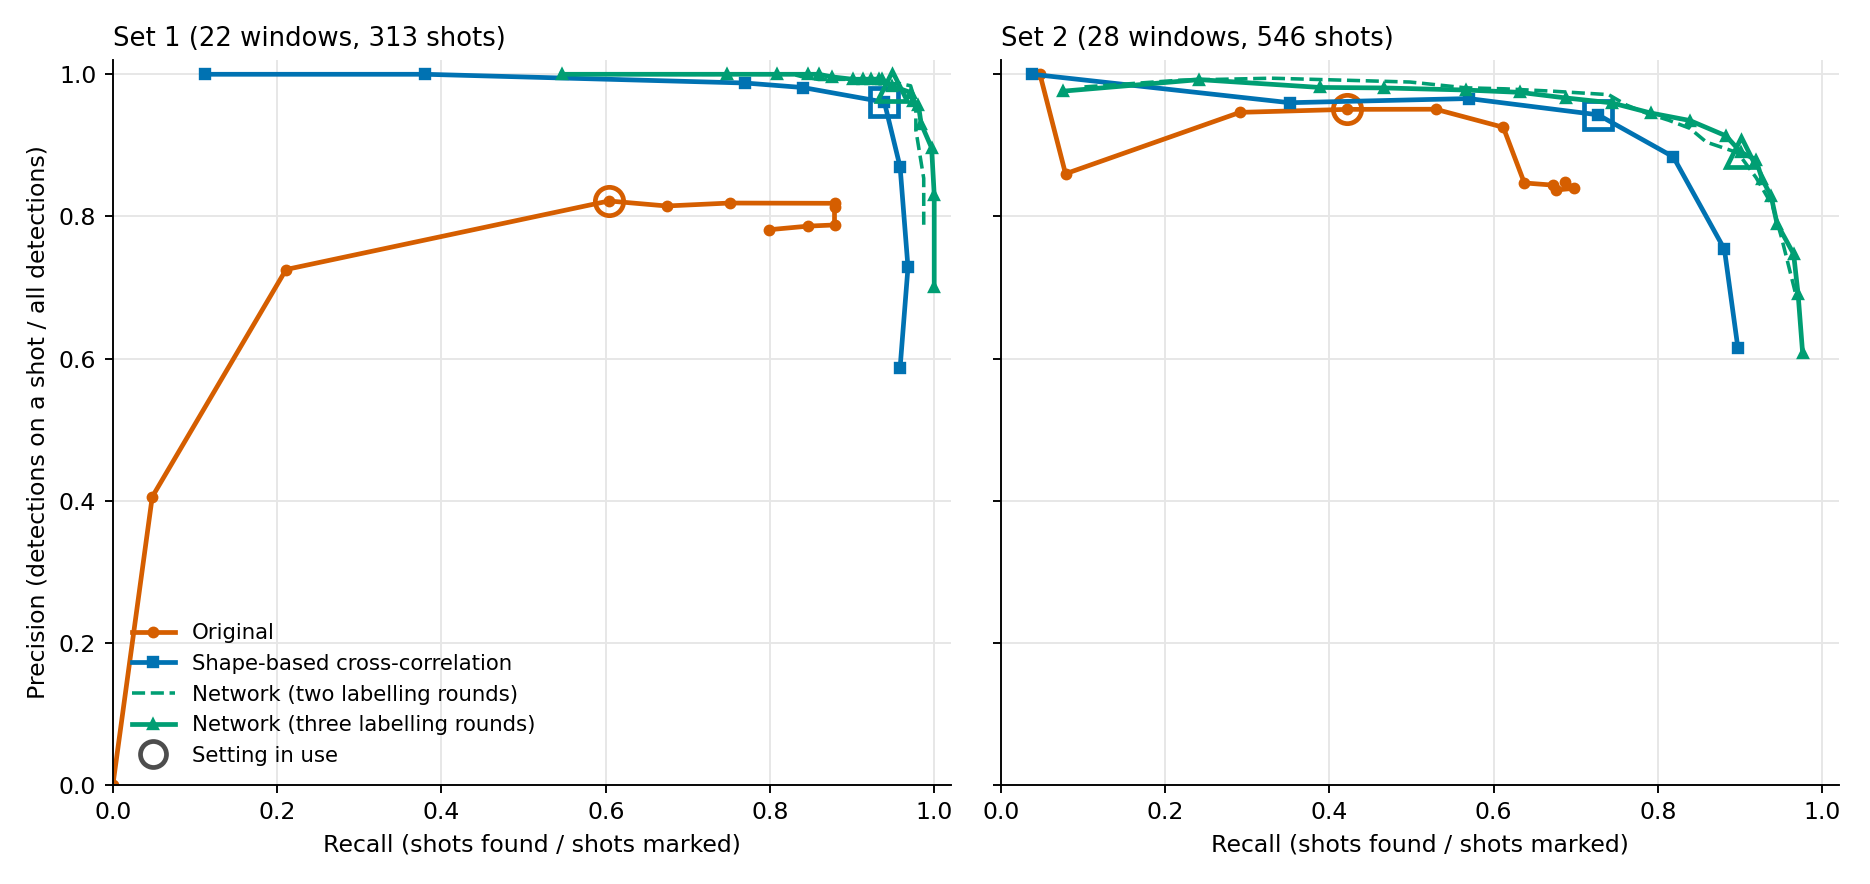 Set 1 (22 windows, 313 shots)
Set 2 (28 windows, 546 shots)
Precision (detections on a shot / all detections)
1.0
0.8
0.6
0.4
0.2
0.0
Original
Shape-based cross-correlation
Network (two labelling rounds)
Network (three labelling rounds)
Setting in use
0.0 0.2 0.4 0.6 0.8 1.0
0.0 0.2 0.4 0.6 0.8 1.0
Recall (shots found / shots marked)
Recall (shots found / shots marked)